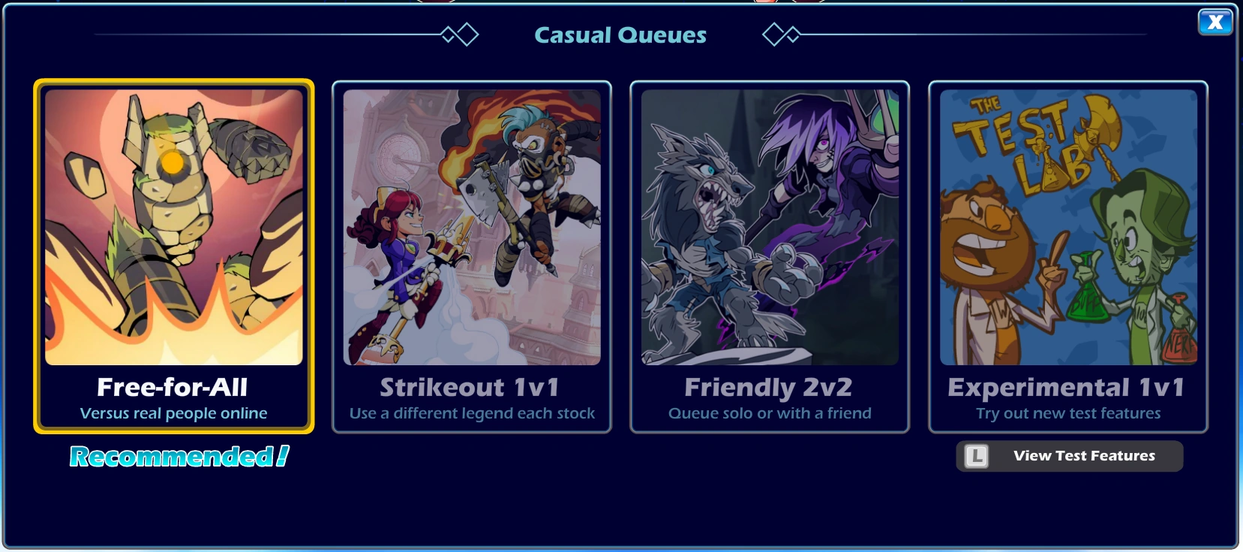 Casual Queues
X
THE
TEST
LAB
Free-for-All
Versus real people online
Recommended!
Strikeout 1v1
Use a different legend each stock
Friendly 2v2
Queue solo or with a friend
Experimental 1v1
Try out new test features
L View Test Features